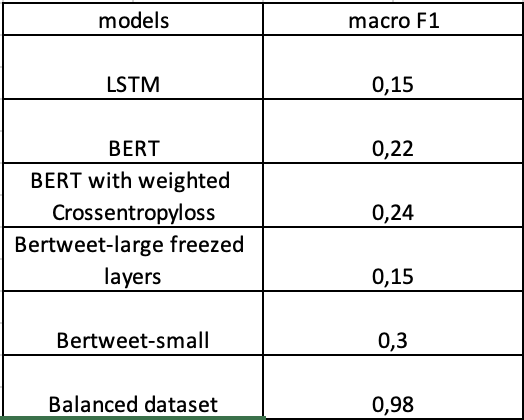 models macro F1
LSTM 0,15
BERT 0,22
BERT with weighted
Crossentropyloss 0,24
Bertweet-large freezed
layers 0,15
Bertweet-small 0,3
Balanced dataset 0,98